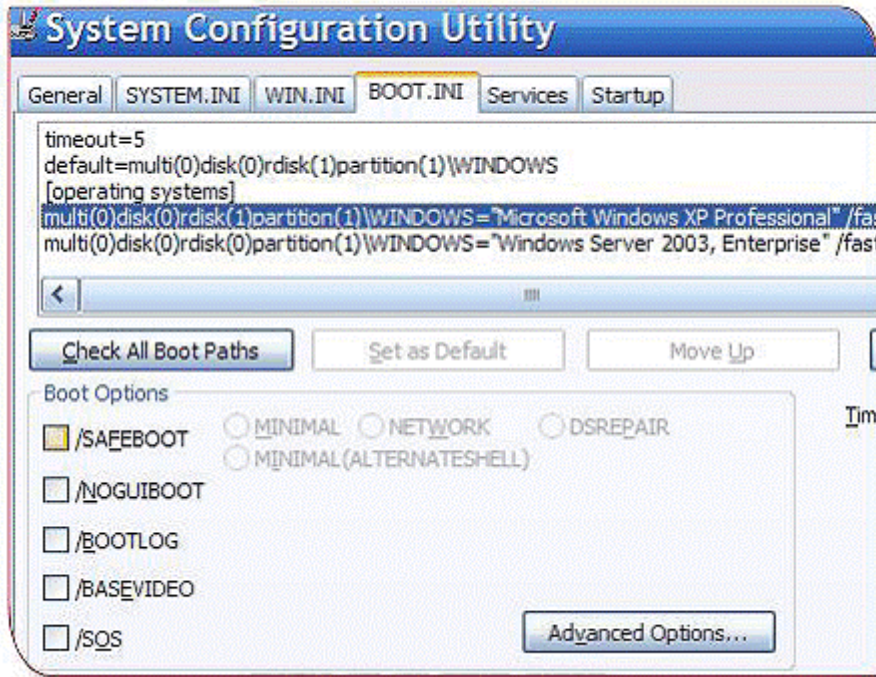 System Configuration Utility
General SYSTEM.INI WIN.INI BOOT.INI Services Startup
timeout=5
default=multi(0)disk(0)rdisk(1)partition(1)\WINDOWS
[operating systems]
multi(0)disk(0)rdisk(1)partition(1)\WINDOWS="Microsoft Windows XP Professional" /fas
multi(0)disk(0)rdisk(0)partition(1)\WINDOWS="Windows Server 2003, Enterprise" /fast
Check All Boot Paths Set as Default Move Up
Boot Options
Tim
/SAFEBOOT MINIMAL NETWORK DSREPAIR
MINIMAL(ALTERNATESHELL)
/NOGUIBOOT
/BOOTLOG
/BASEVIDEO
/SOS
Advanced Options...